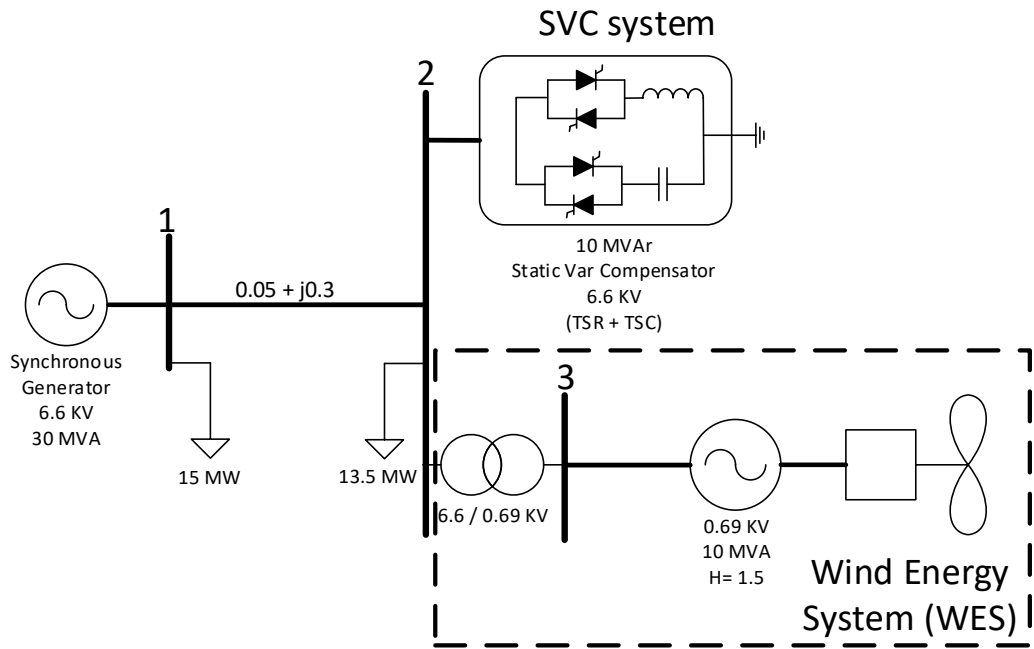 SVC system
2
10 MVAr
Static Var Compensator
6.6 KV
(TSR + TSC)
1
0.05 + j0.3
Synchronous
Generator
6.6 KV
30 MVA
15 MW
13.5 MW
3
6.6 / 0.69 KV
0.69 KV
10 MVA
H= 1.5
Wind Energy
System (WES)